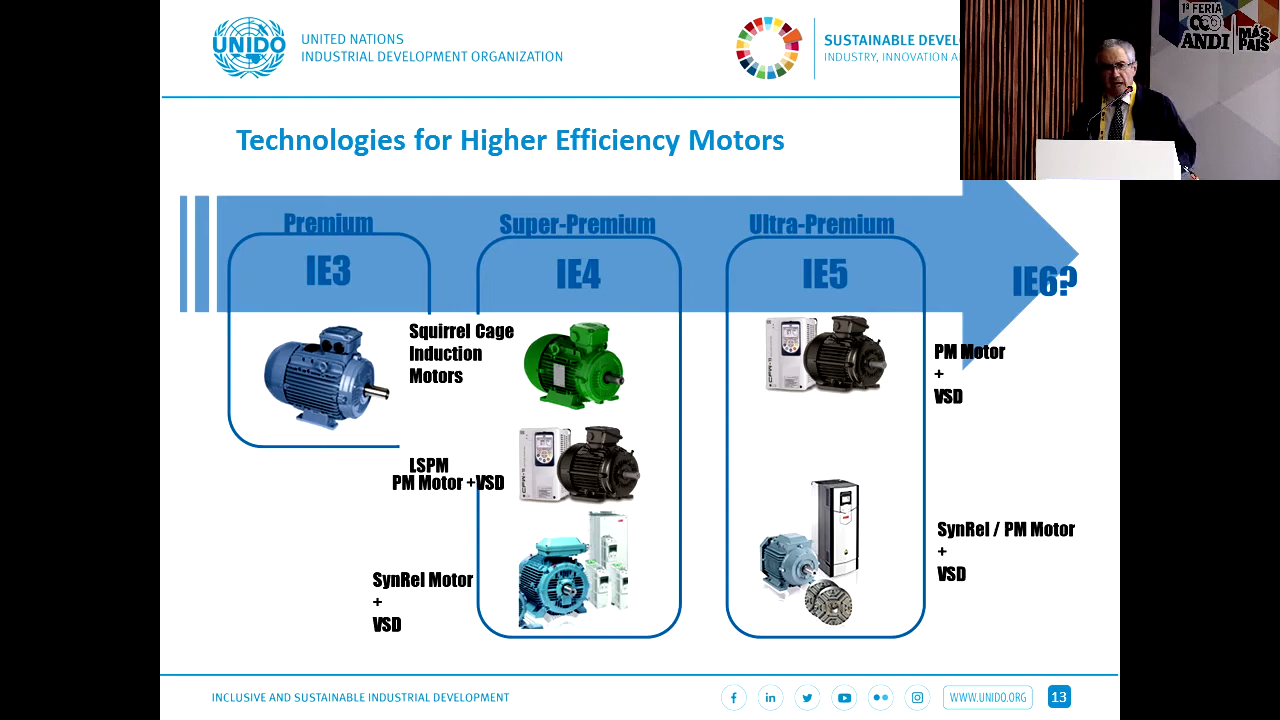 UNIDO
UNITED NATIONS
INDUSTRIAL DEVELOPMENT ORGANIZATION
SUSTAINABLE
INDUSTRY, INNOVATION
1ª FERIA
ANDI
MÁS
PAÍS
Technologies for Higher Efficiency Motors
Premium
Super-Premium
Ultra-Premium
IE3
IE4
IE5
IE6?
Squirrel Cage
Induction
Motors
PM Motor
+
VSD
LSPM
PM Motor +VSD
SynRel Motor
+
VSD
SynRel / PM Motor
+
VSD
INCLUSIVE AND SUSTAINABLE INDUSTRIAL DEVELOPMENT
WWW.UNIDO.ORG
13